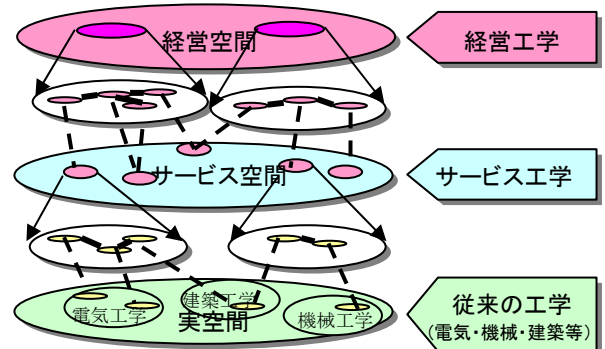 経営空間
経営工学
サービス空間
サービス工学
建築工学
電気工学
実空間
機械工学
従来の工学
(電気・機械・建築等)